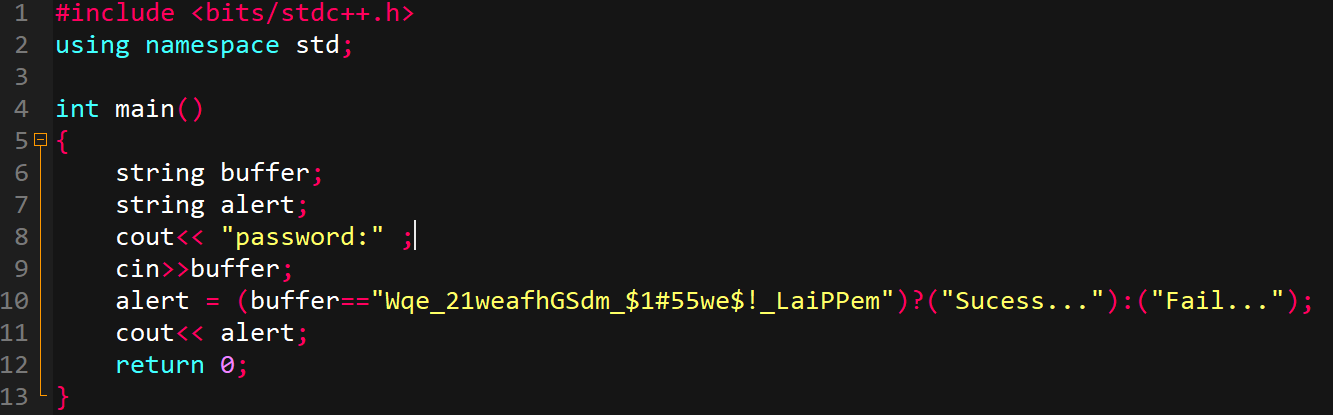 1 #include <bits/stdc++.h>
2 using namespace std;
3
4 int main()
5 {
6 string buffer;
7 string alert;
8 cout<< "password:" ;
9 cin>>buffer;
10 alert = (buffer=="Wqe_21weafhGSdm_$1#55we$!_LaiPPem")?("Sucess..."):("Fail...");
11 cout<< alert;
12 return 0;
13 }